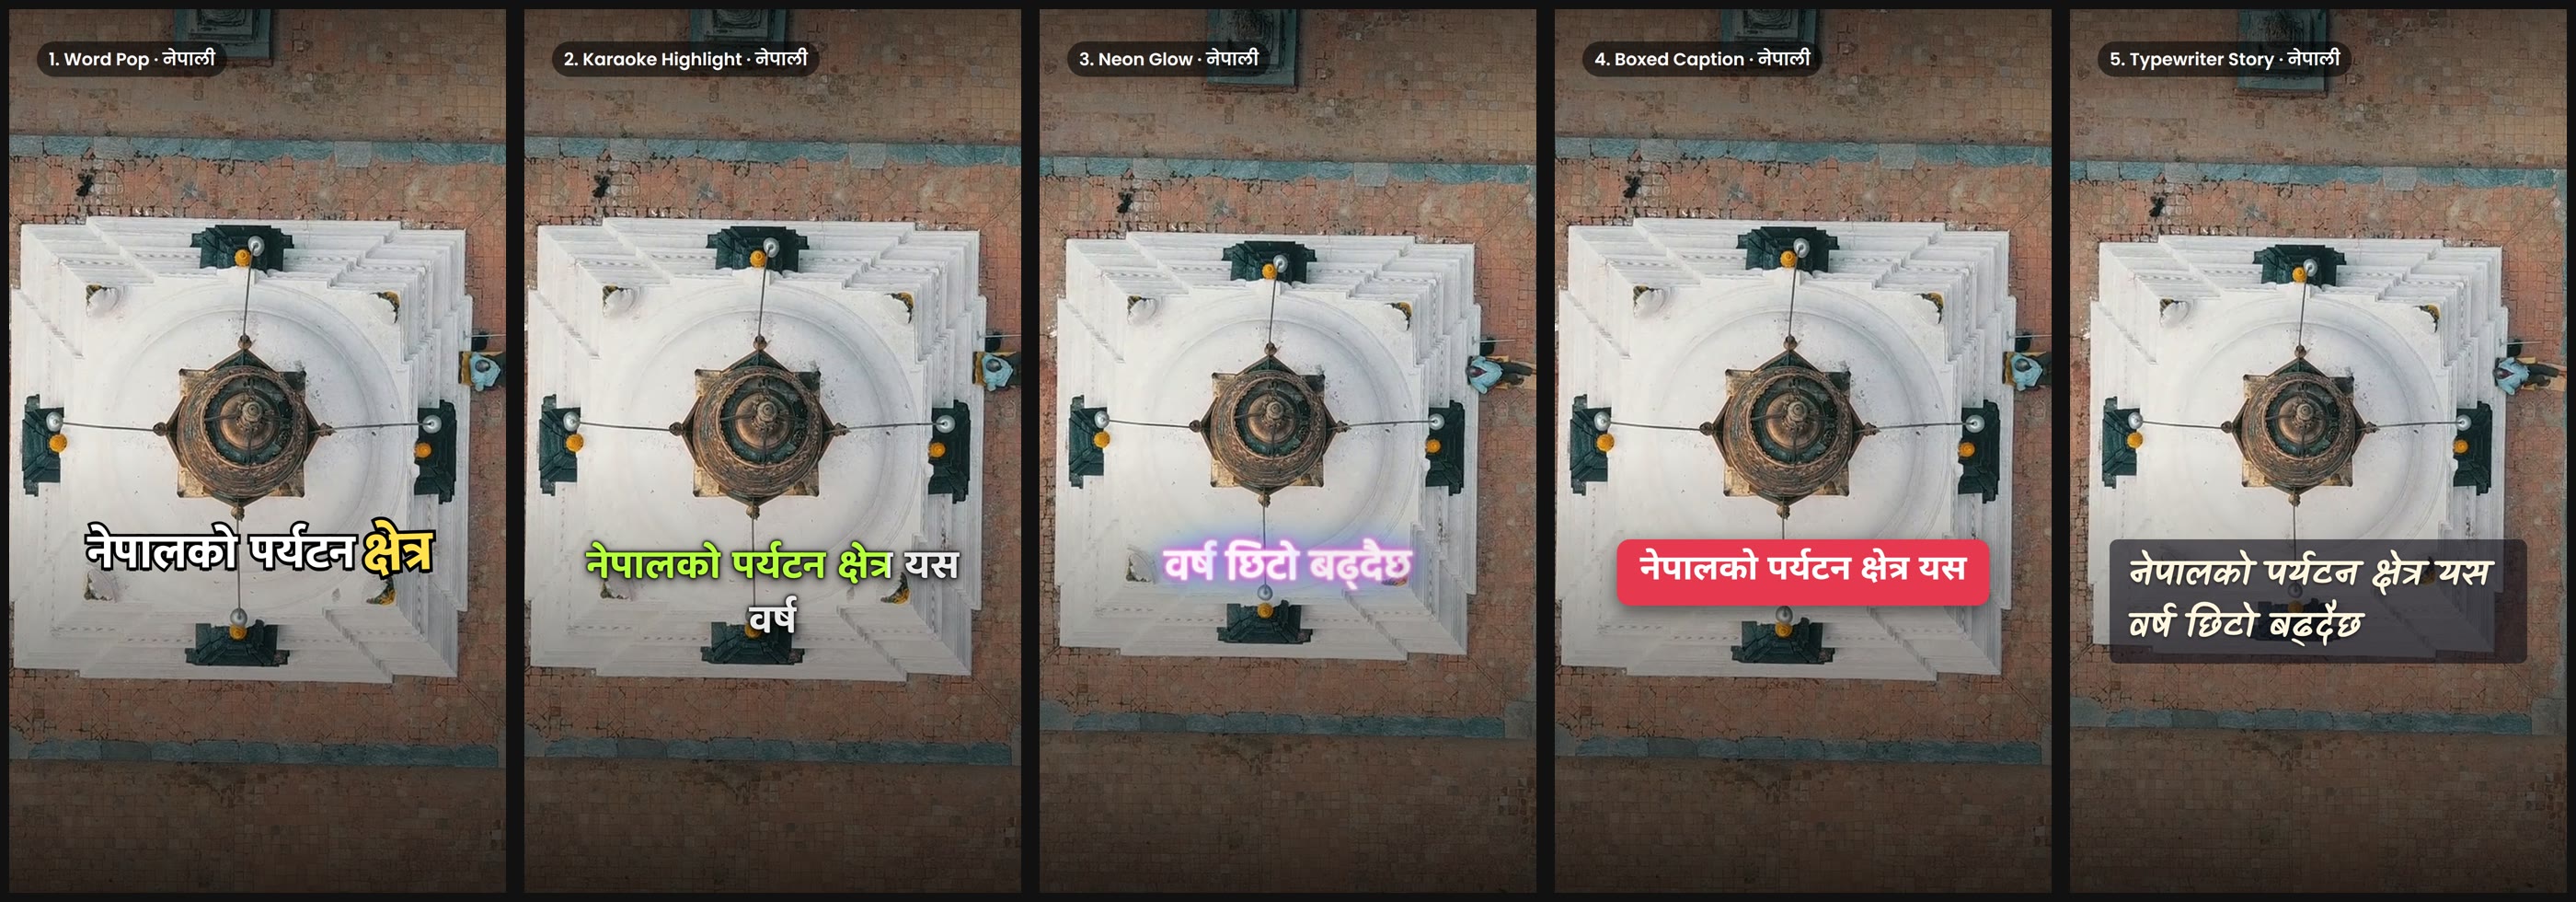 1. Word Pop · नेपाली
नेपालको पर्यटन क्षेत्र
2. Karaoke Highlight · नेपाली
नेपालको पर्यटन क्षेत्र यस
वर्ष
3. Neon Glow · नेपाली
वर्ष छिटो बढ्दैछ
4. Boxed Caption · नेपाली
नेपालको पर्यटन क्षेत्र यस
5. Typewriter Story · नेपाली
नेपालको पर्यटन क्षेत्र यस
वर्ष छिटो बढ्दैछ